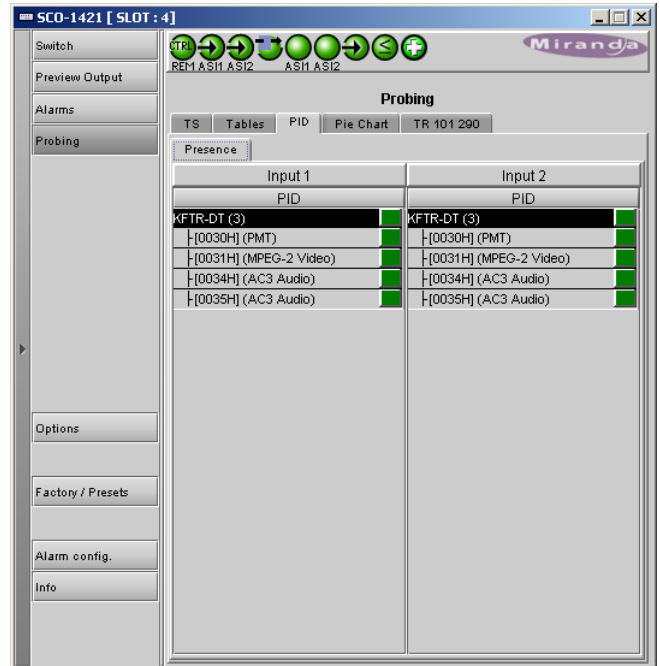 SCO-1421 [ SLOT : 4]
Switch
Preview Output
Alarms
Probing
Options
Factory / Presets
Alarm config.
Info
CTRL
REM ASI1 ASI2 ASI1 ASI2
Miranda
Probing
TS Tables PID Pie Chart TR 101 290
Presence
Input 1 Input 2
PID PID
KFTR-DT (3) KFTR-DT (3)
[0030H] (PMT) [0030H] (PMT)
[0031H] (MPEG-2 Video) [0031H] (MPEG-2 Video)
[0034H] (AC3 Audio) [0034H] (AC3 Audio)
[0035H] (AC3 Audio) [0035H] (AC3 Audio)